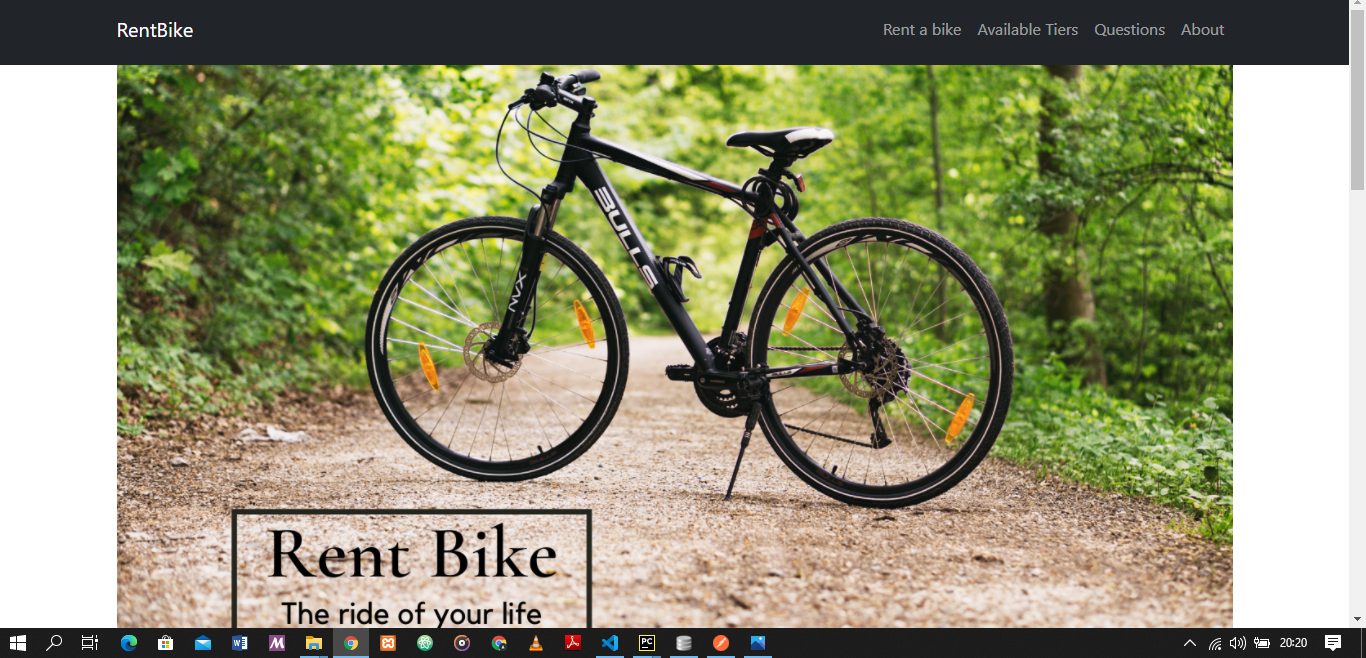 RentBike
Rent a bike
Available Tiers
Questions
About
BULLS
NVX
Rent Bike
The ride of your life
20:20